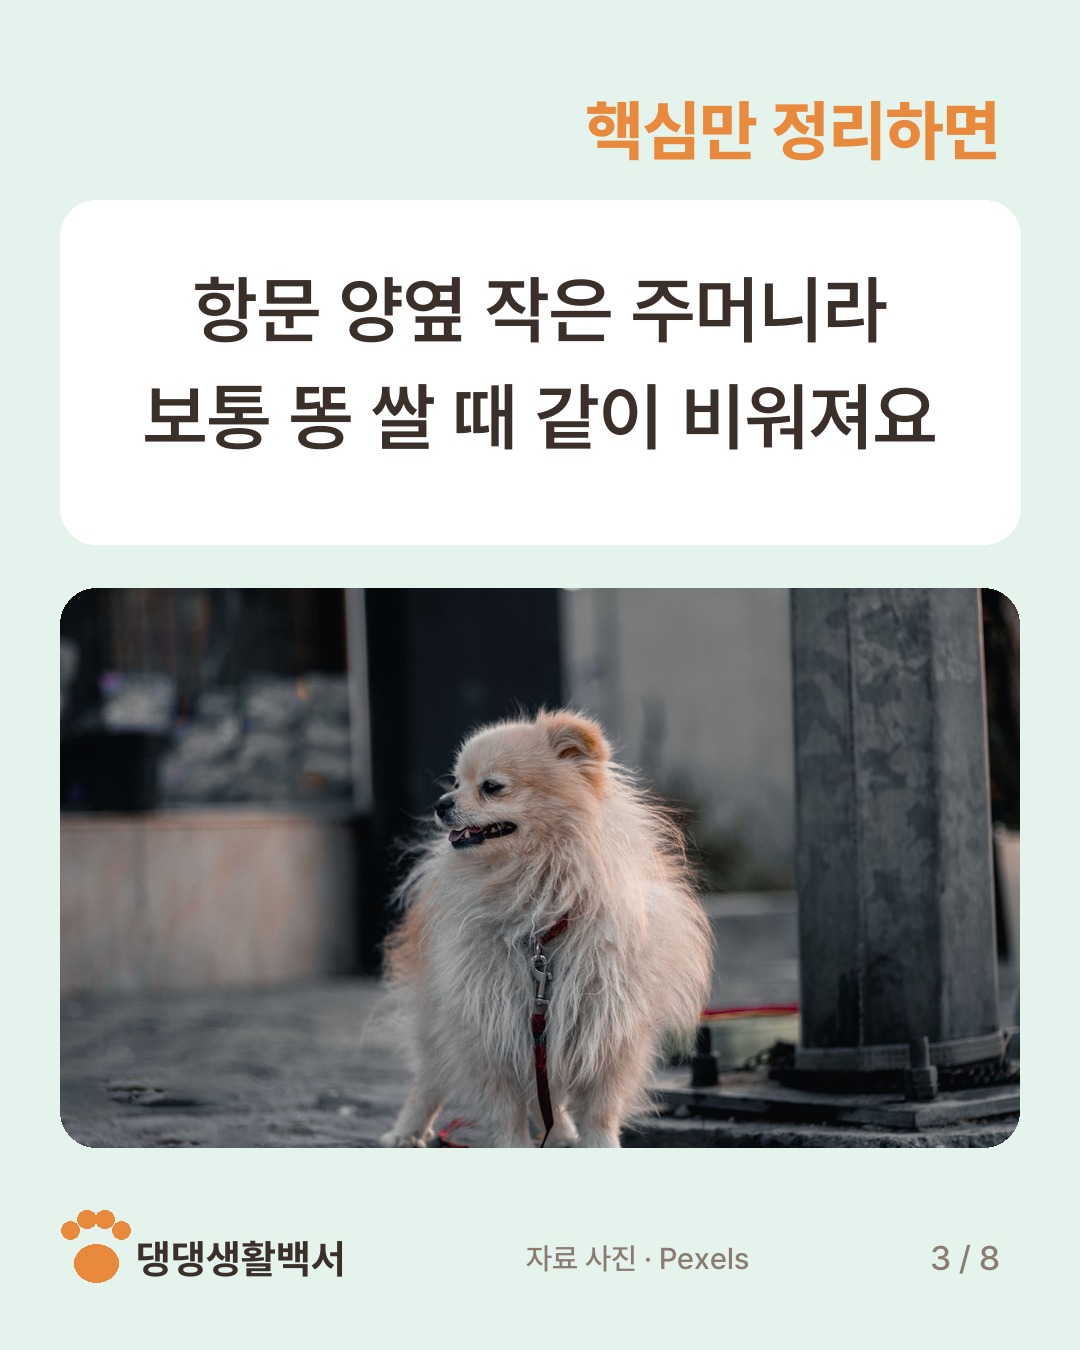 핵심만 정리하면
항문 양옆 작은 주머니라
보통 똥 쌀 때 같이 비워져요
댕댕생활백서
자료 사진 · Pexels
3 / 8